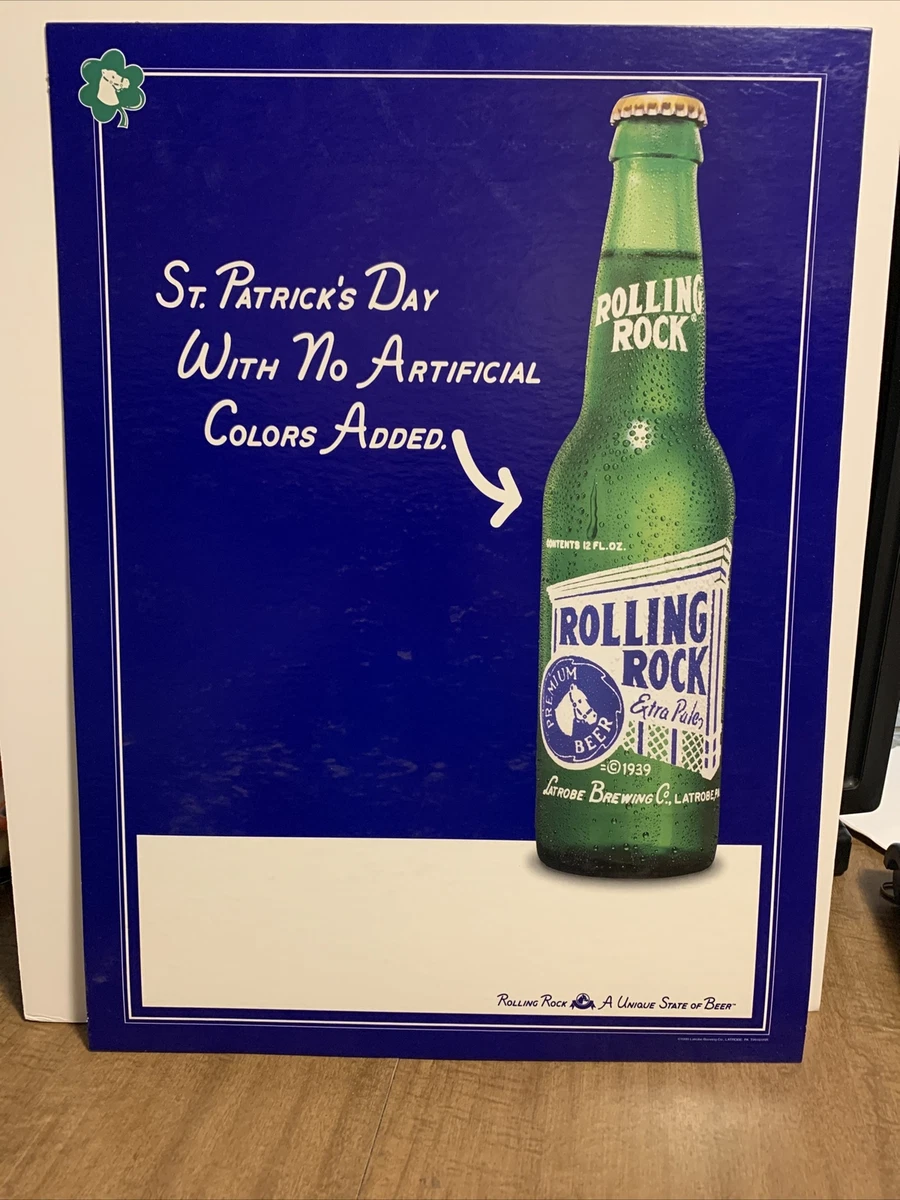 St. Patrick's Day
With No Artificial
Colors Added.
ROLLING
ROCK®
CONTENTS 12 FL. OZ.
ROLLING
ROCK
Extra Pale
PREMIUM
BEER
=©1939
Latrobe Brewing Co., LATROBE, PA
Rolling Rock A Unique State of Beer™